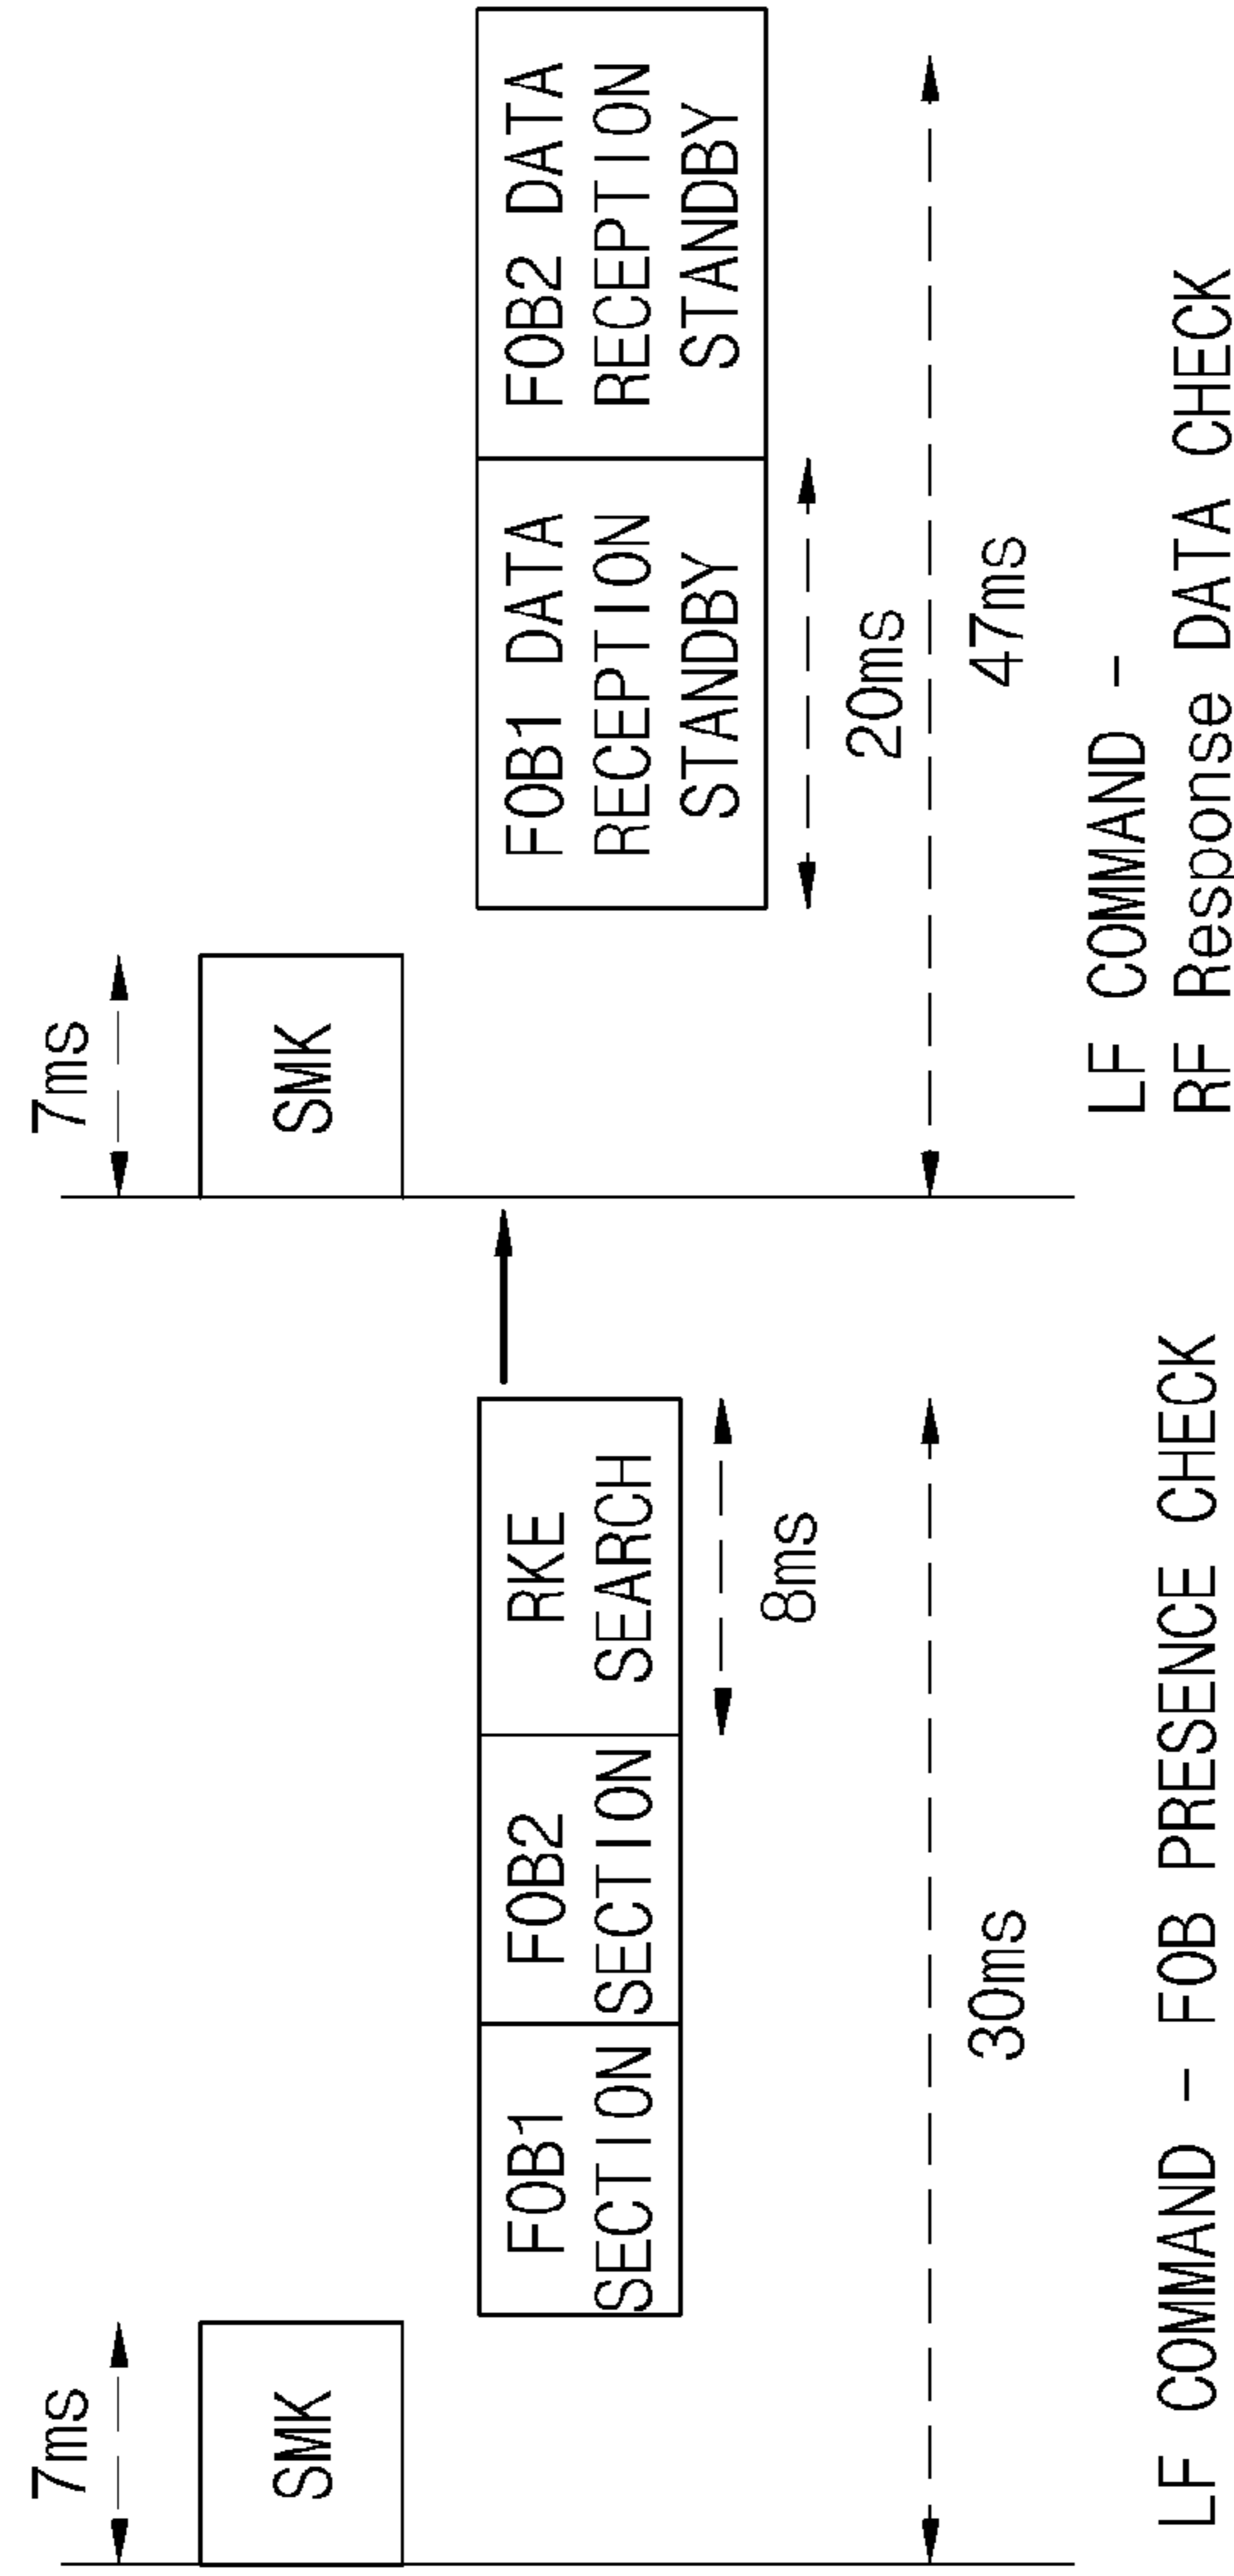 7ms
SMK
FOB1
SECTION
FOB2
SECTION
RKE
SEARCH
8ms
30ms
LF COMMAND - FOB PRESENCE CHECK
7ms
SMK
FOB1 DATA
RECEPTION
STANDBY
FOB2 DATA
RECEPTION
STANDBY
20ms
47ms
LF COMMAND -
RF Response DATA CHECK